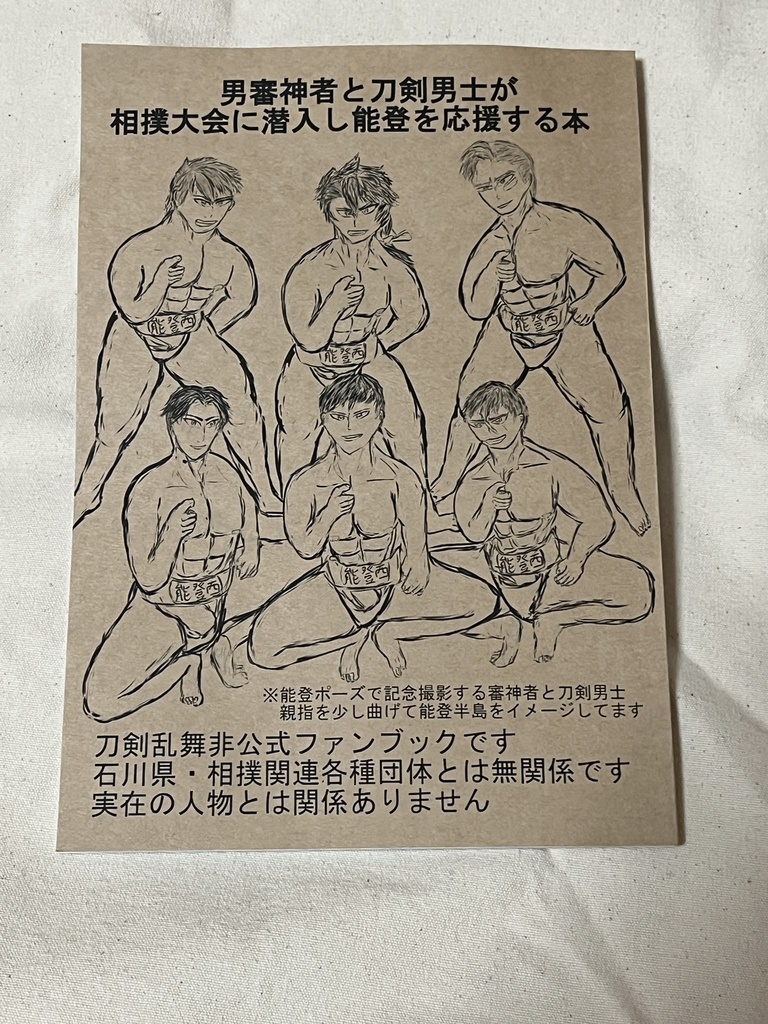 男審神者と刀剣男士が
相撲大会に潜入し能登を応援する本
能登西
能登西
能登西
能登西
能登西
能登西
※能登ポーズで記念撮影する審神者と刀剣男士
親指を少し曲げて能登半島をイメージしてます
刀剣乱舞非公式ファンブックです
石川県・相撲関連各種団体とは無関係です
実在の人物とは関係ありません